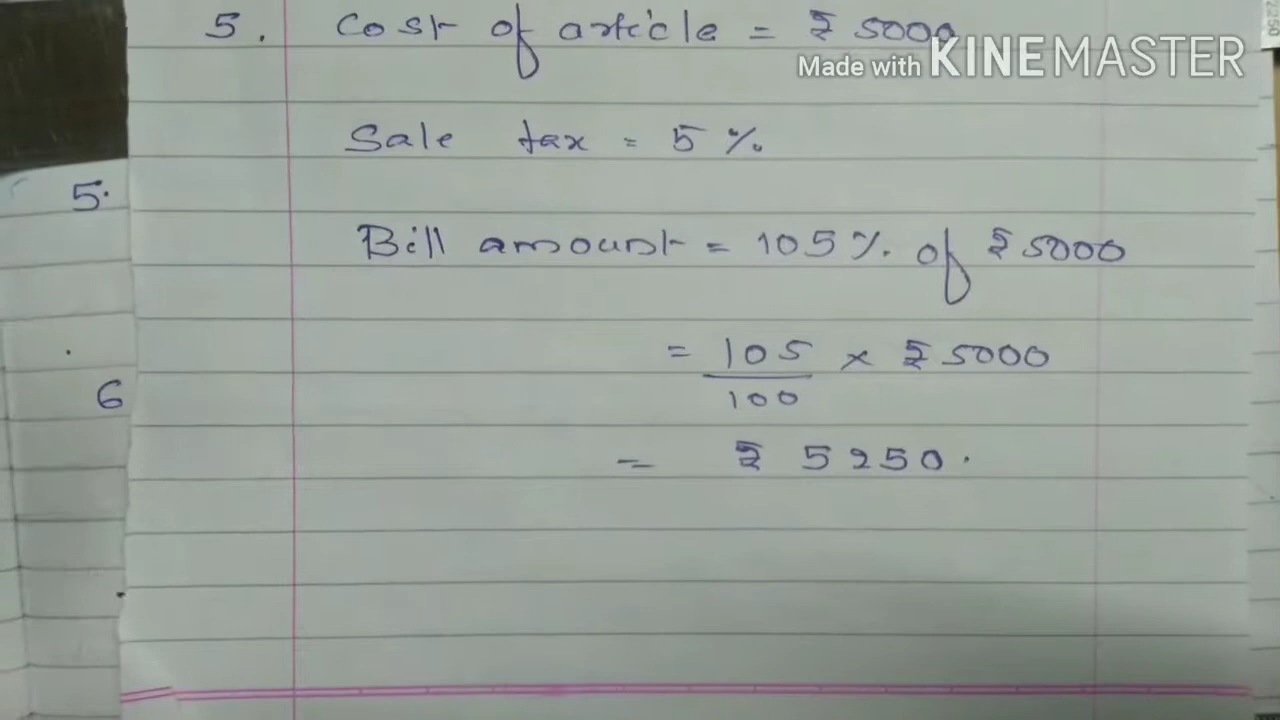 5. Cost of article = ₹ 5000
Made with KINEMASTER
Sale tax = 5 %
5.
Bill amount = 105 % of ₹ 5000
= 105/100 × ₹ 5000
6
= ₹ 5250.